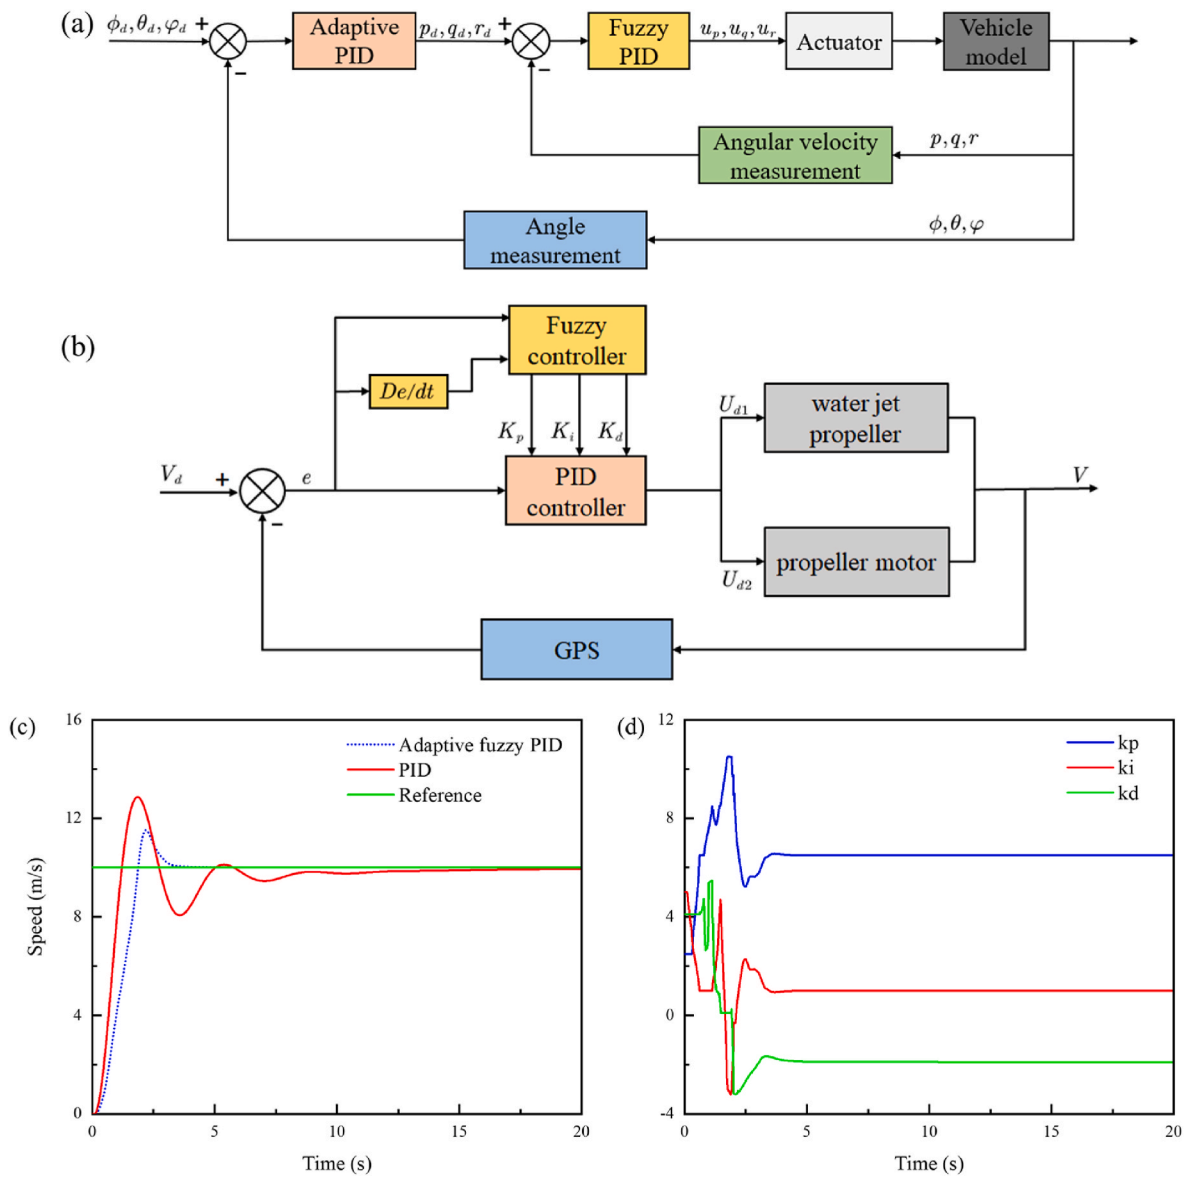 (a)
ϕd,θd,φd
+
−
Adaptive
PID
pd,qd,rd
+
−
Fuzzy
PID
up,uq,ur
Actuator
Vehicle
model
Angular velocity
measurement
p,q,r
Angle
measurement
ϕ,θ,φ
(b)
Fuzzy
controller
De/dt
Kp
Ki
Kd
Vd
+
−
e
PID
controller
Ud1
water jet
propeller
Ud2
propeller motor
V
GPS
(c)
16
12
8
4
0
0 5 10 15 20
Speed (m/s)
Time (s)
Adaptive fuzzy PID
PID
Reference
(d)
12
8
4
0
-4
0 5 10 15 20
Time (s)
kp
ki
kd